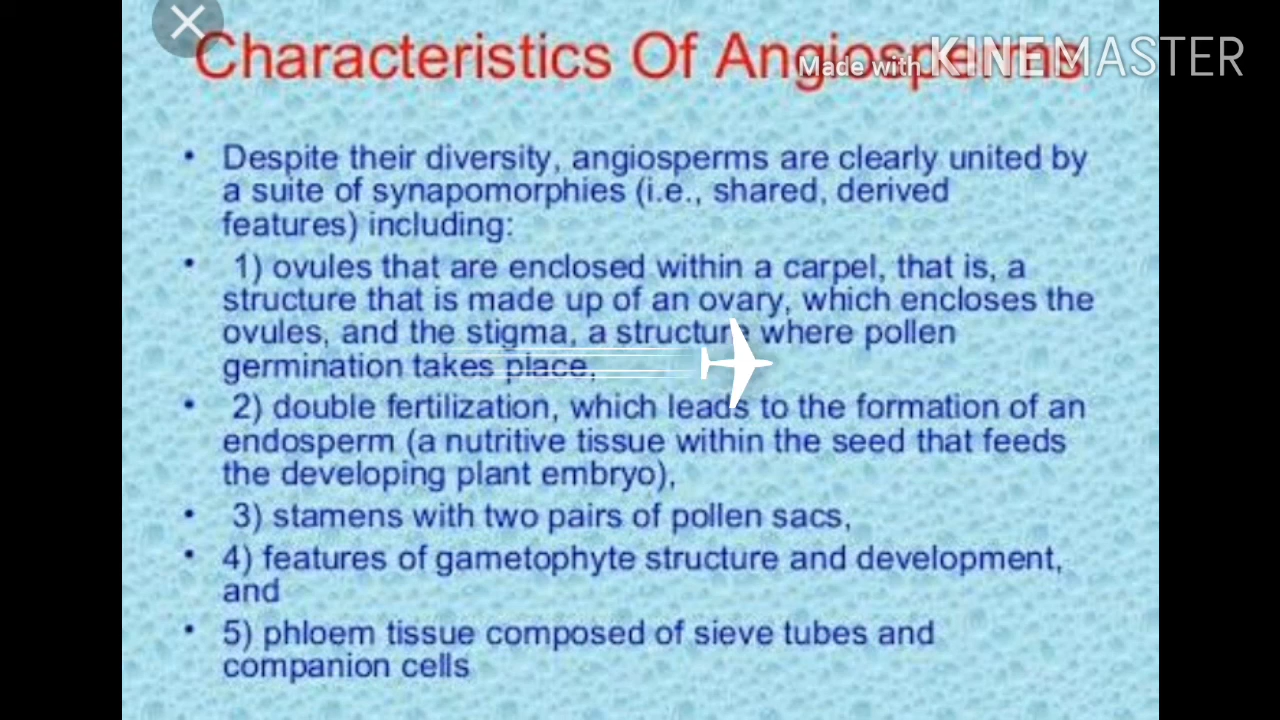 Characteristics Of Angiosperms
Made with KINEMASTER
• Despite their diversity, angiosperms are clearly united by
a suite of synapomorphies (i.e., shared, derived
features) including:
• 1) ovules that are enclosed within a carpel, that is, a
structure that is made up of an ovary, which encloses the
ovules, and the stigma, a structure where pollen
germination takes place,
• 2) double fertilization, which leads to the formation of an
endosperm (a nutritive tissue within the seed that feeds
the developing plant embryo),
• 3) stamens with two pairs of pollen sacs,
• 4) features of gametophyte structure and development,
and
• 5) phloem tissue composed of sieve tubes and
companion cells